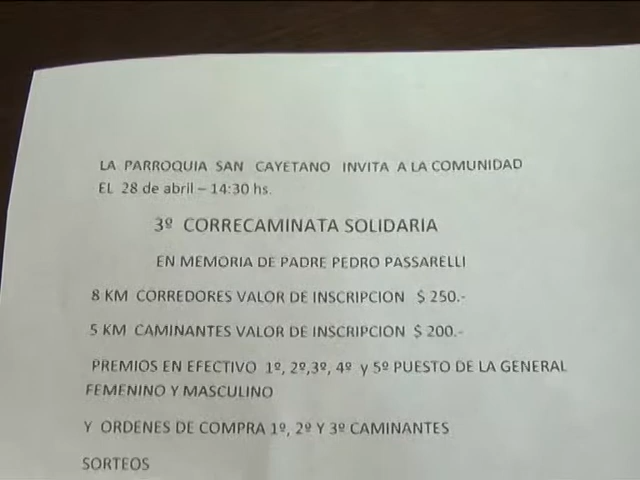 LA PARROQUIA SAN CAYETANO INVITA A LA COMUNIDAD
EL 28 de abril – 14:30 hs.
3º CORRECAMINATA SOLIDARIA
EN MEMORIA DE PADRE PEDRO PASSARELLI
8 KM CORREDORES VALOR DE INSCRIPCION $ 250.-
5 KM CAMINANTES VALOR DE INSCRIPCION $ 200.-
PREMIOS EN EFECTIVO 1º, 2º,3º, 4º y 5º PUESTO DE LA GENERAL
FEMENINO Y MASCULINO
Y ORDENES DE COMPRA 1º, 2º Y 3º CAMINANTES
SORTEOS